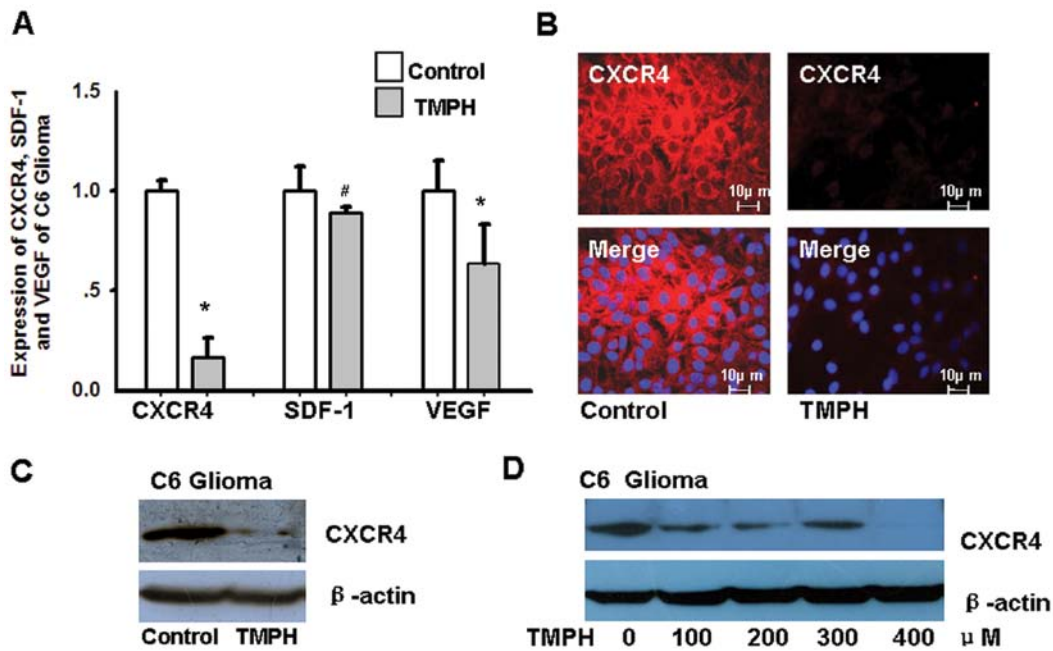 A
Expression of CXCR4, SDF-1
and VEGF of C6 Glioma
1.5
1.0
.5
0.0
Control
TMPH
*
#
*
CXCR4 SDF-1 VEGF
B
CXCR4 CXCR4
10µ m 10µ m
Merge Merge
10µ m 10µ m
Control TMPH
C
C6 Glioma
CXCR4
β-actin
Control TMPH
D
C6 Glioma
CXCR4
β-actin
TMPH 0 100 200 300 400 µM